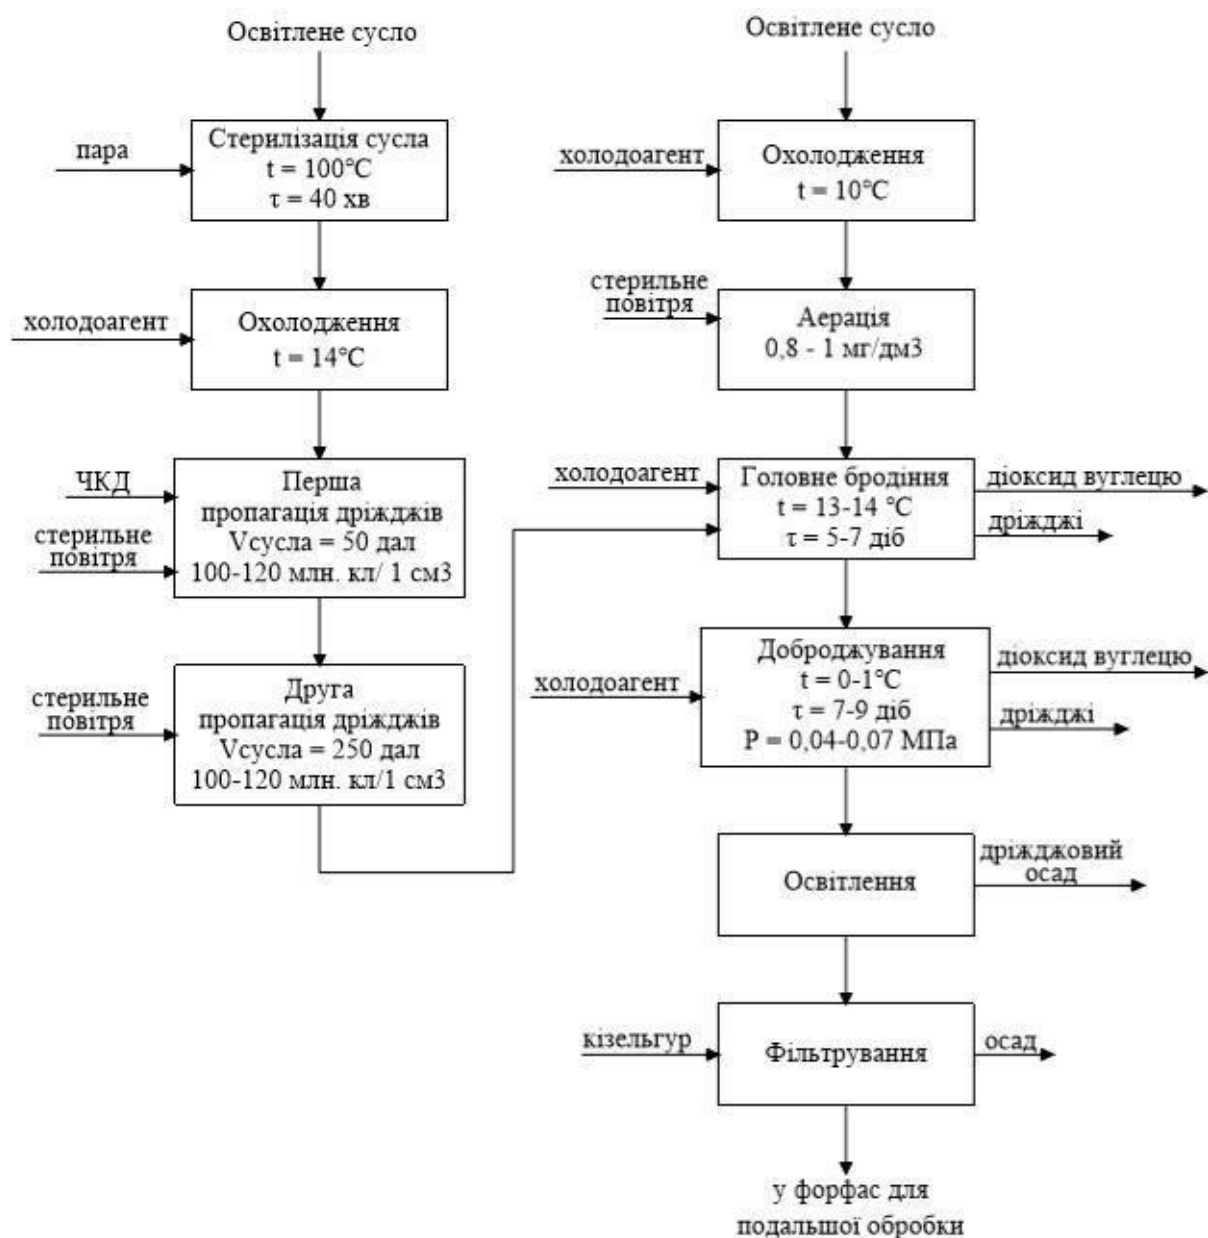 Освітлене сусло
пара
Стерилізація сусла
t = 100°C
τ = 40 хв
холодоагент
Охолодження
t = 14°C
ЧКД
стерильне
повітря
Перша
пропагація дріжджів
Vсусла = 50 дал
100-120 млн. кл/ 1 см3
стерильне
повітря
Друга
пропагація дріжджів
Vсусла = 250 дал
100-120 млн. кл/1 см3
Освітлене сусло
холодоагент
Охолодження
t = 10°C
стерильне
повітря
Аерація
0,8 - 1 мг/дм3
холодоагент
Головне бродіння
t = 13-14 °C
τ = 5-7 діб
діоксид вуглецю
дріжджі
холодоагент
Доброджування
t = 0-1°C
τ = 7-9 діб
P = 0,04-0,07 МПа
діоксид вуглецю
дріжджі
Освітлення
дріжджовий
осад
кізельгур
Фільтрування
осад
у форфас для
подальшої обробки